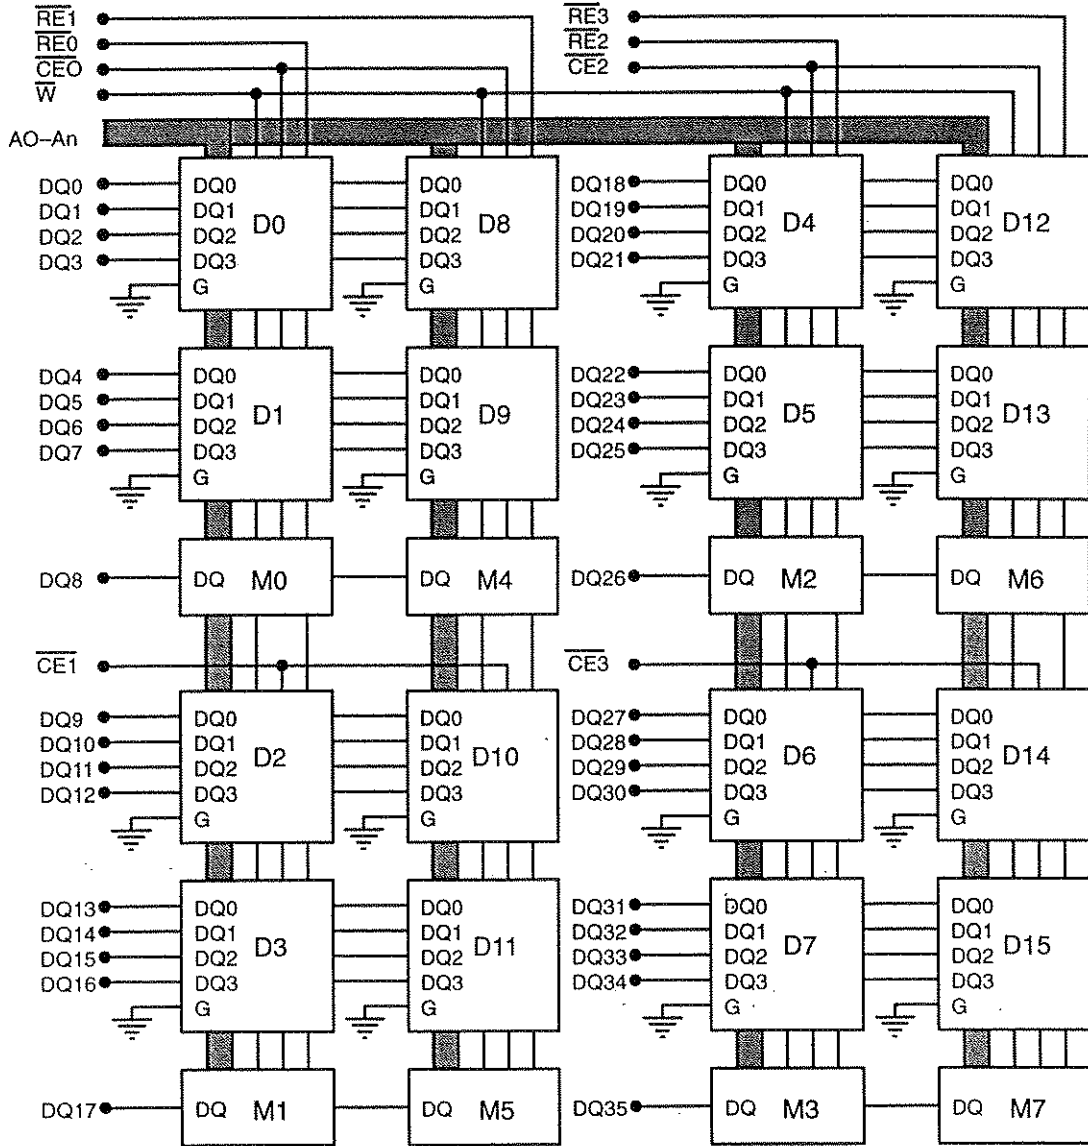 RE1 RE3
RE0 RE2
CEO CE2
W
AO–An
DQ0 DQ0 DQ0 DQ18 DQ0 DQ0
DQ1 DQ1 DQ1 DQ19 DQ1 DQ1
D0 D8 D4 D12
DQ2 DQ2 DQ2 DQ20 DQ2 DQ2
DQ3 DQ3 DQ3 DQ21 DQ3 DQ3
G G G G
DQ4 DQ0 DQ0 DQ22 DQ0 DQ0
DQ5 DQ1 DQ1 DQ23 DQ1 DQ1
D1 D9 D5 D13
DQ6 DQ2 DQ2 DQ24 DQ2 DQ2
DQ7 DQ3 DQ3 DQ25 DQ3 DQ3
G G G G
DQ8 DQ M0 DQ M4 DQ26 DQ M2 DQ M6
CE1 CE3
DQ9 DQ0 DQ0 DQ27 DQ0 DQ0
DQ10 DQ1 DQ1 DQ28 DQ1 DQ1
D2 D10 D6 D14
DQ11 DQ2 DQ2 DQ29 DQ2 DQ2
DQ12 DQ3 DQ3 DQ30 DQ3 DQ3
G G G G
DQ13 DQ0 DQ0 DQ31 DQ0 DQ0
DQ14 DQ1 DQ1 DQ32 DQ1 DQ1
D3 D11 D7 D15
DQ15 DQ2 DQ2 DQ33 DQ2 DQ2
DQ16 DQ3 DQ3 DQ34 DQ3 DQ3
G G G G
DQ17 DQ M1 DQ M5 DQ35 DQ M3 DQ M7